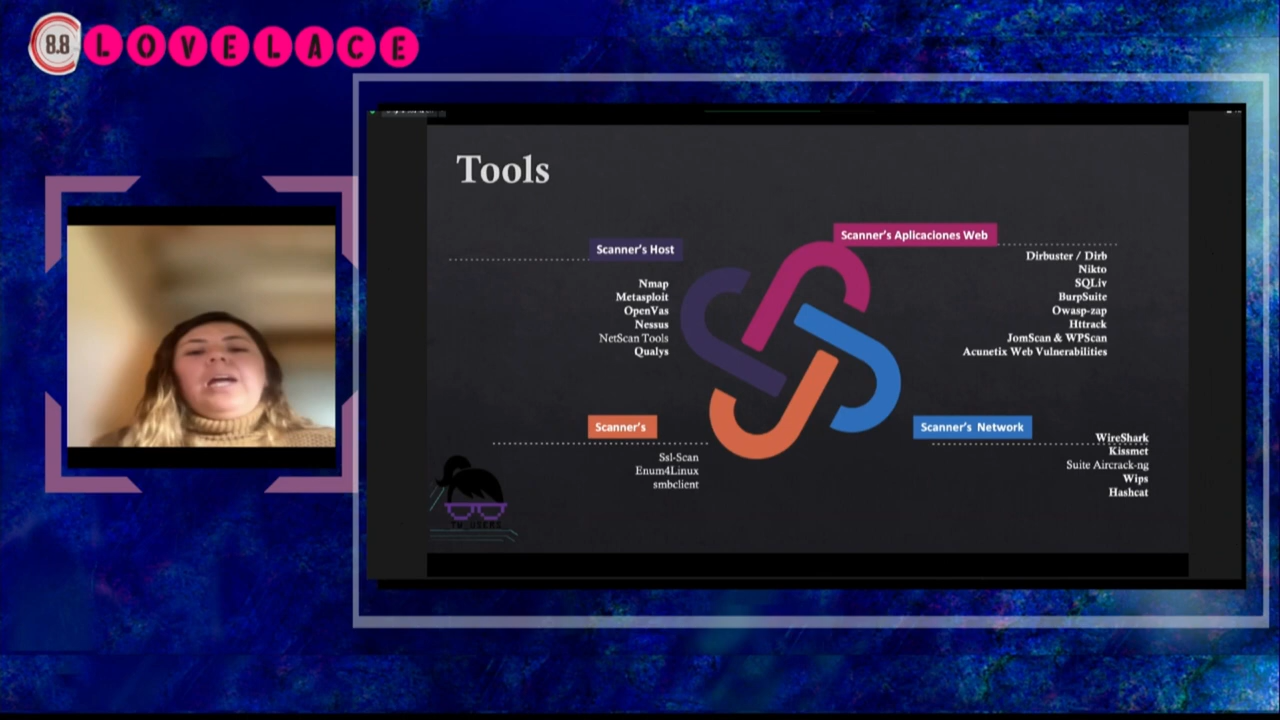 8.8 LOVELACE
Tools
Scanner's Host
Nmap
Metasploit
OpenVas
Nessus
NetScan Tools
Qualys
Scanner's Aplicaciones Web
Dirbuster / Dirb
Nikto
SQLiv
BurpSuite
Owasp-zap
Httrack
JomScan & WPScan
Acunetix Web Vulnerabilities
Scanner's
Ssl-Scan
Enum4Linux
smbclient
Scanner's Network
WireShark
Kissmet
Suite Aircrack-ng
Wips
Hashcat